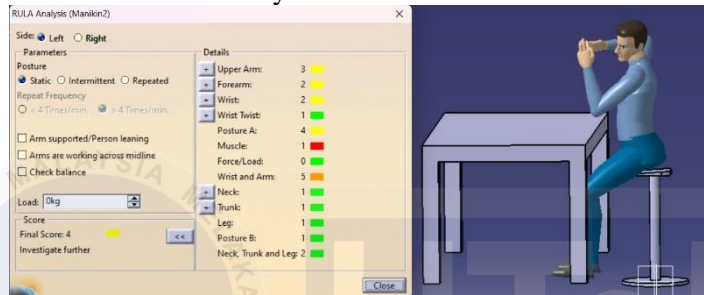 RULA Analysis (Manikin2)
Side: Left Right
Parameters
Posture
Static Intermittent Repeated
Repeat Frequency
< 4 Times/min. > 4 Times/min.
Arm supported/Person leaning
Arms are working across midline
Check balance
Load: 0kg
Score
Final Score: 4
<<
Investigate further
Details
+ Upper Arm: 3
+ Forearm: 2
+ Wrist: 2
+ Wrist Twist: 1
Posture A: 4
Muscle: 1
Force/Load: 0
Wrist and Arm: 5
+ Neck: 1
+ Trunk: 1
Leg: 1
Posture B: 1
Neck, Trunk and Leg: 2
Close
MALAYSIA